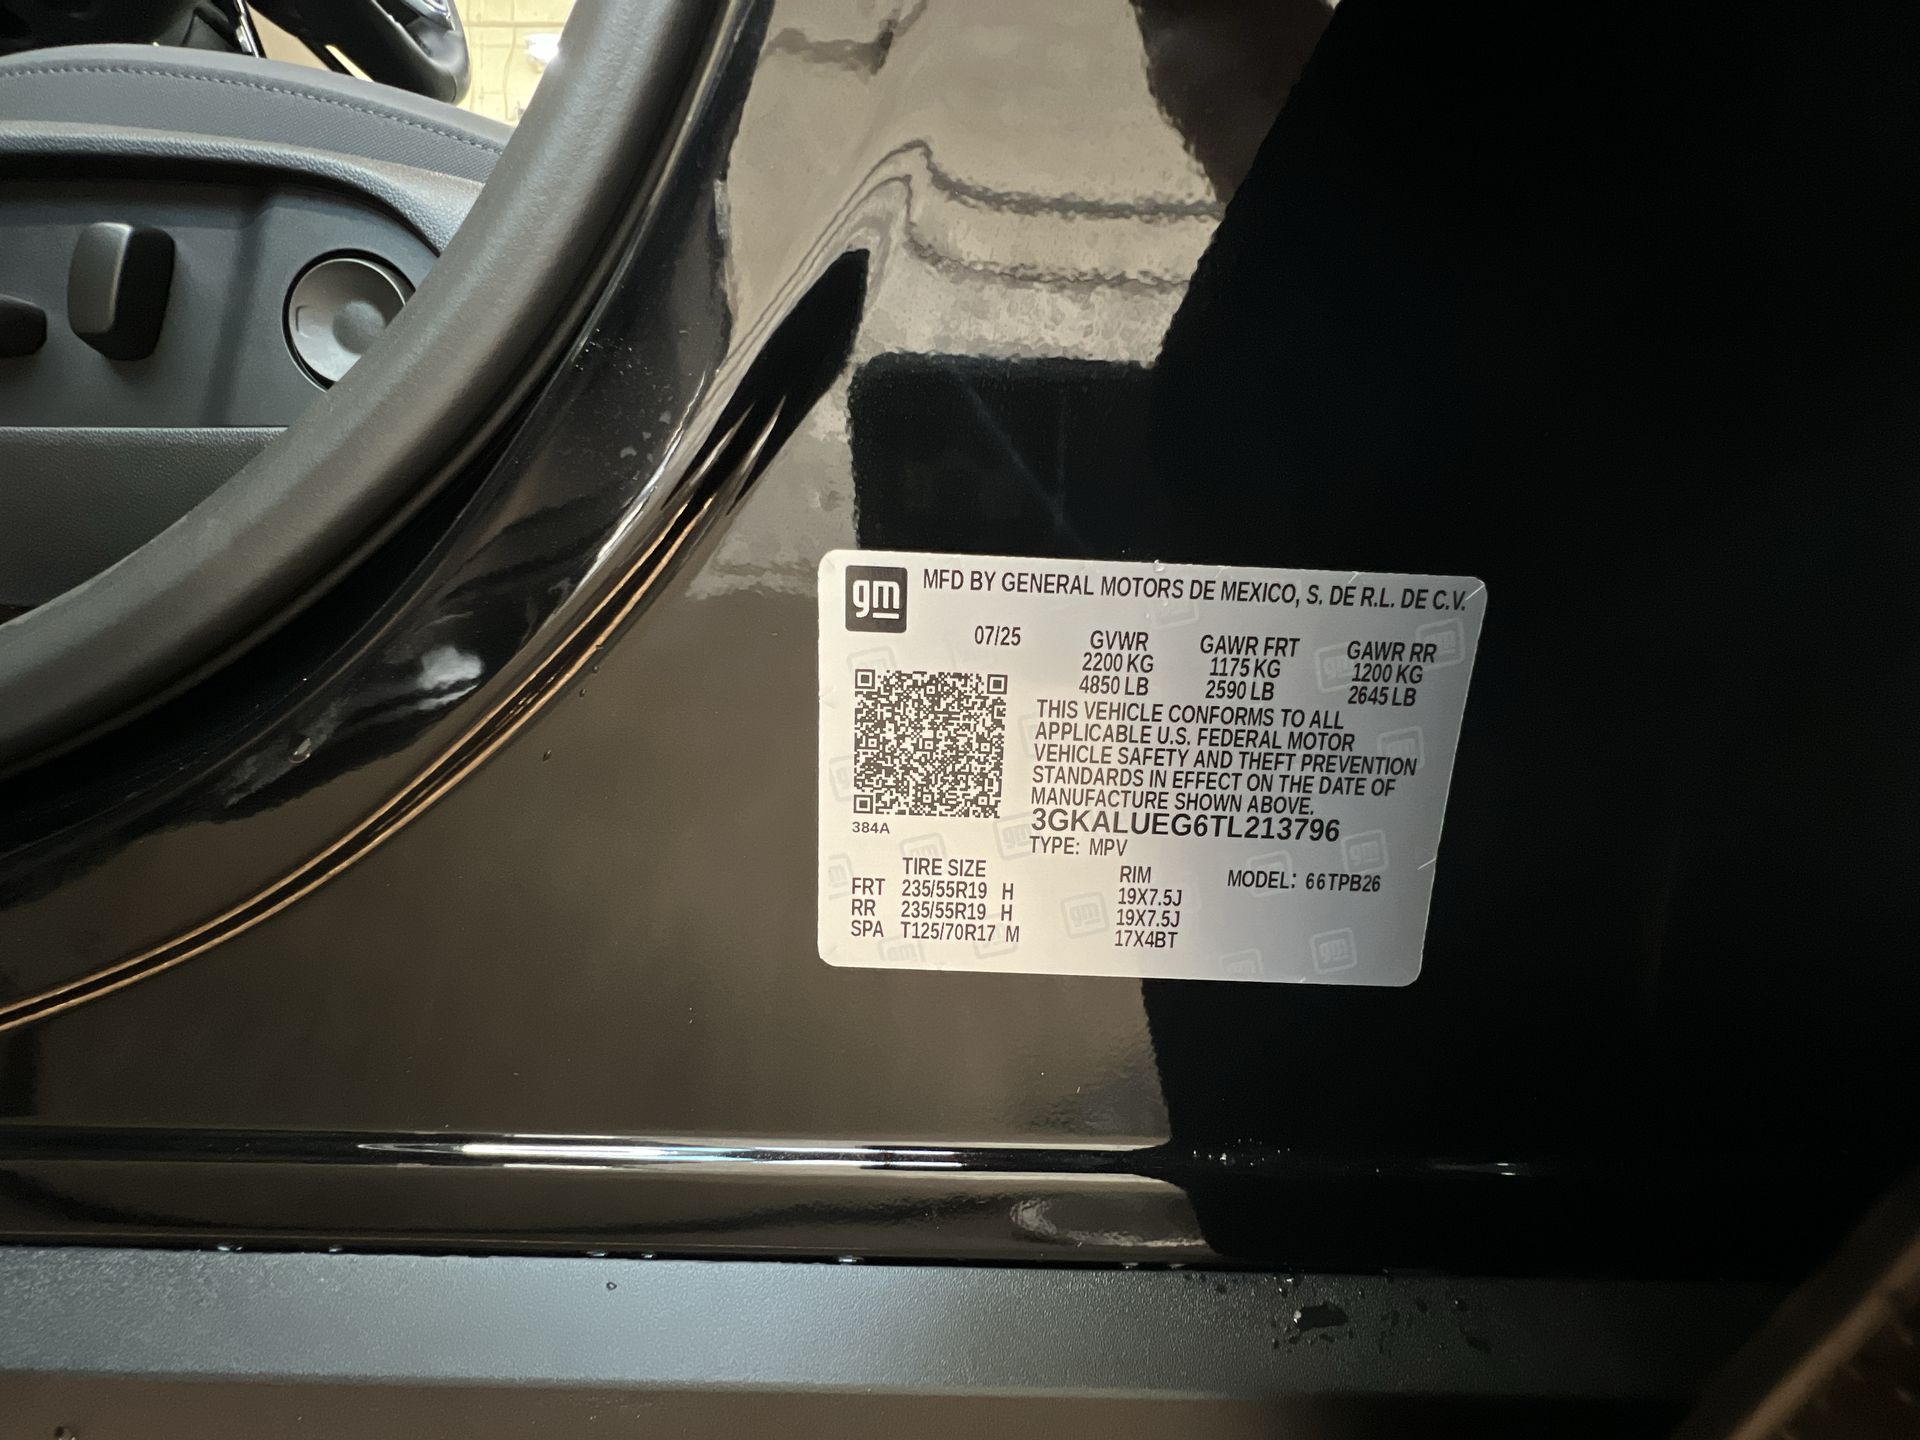 gm MFD BY GENERAL MOTORS DE MEXICO, S. DE R.L. DE C.V.
07/25 GVWR GAWR FRT GAWR RR
2200 KG 1175 KG 1200 KG
4850 LB 2590 LB 2645 LB
THIS VEHICLE CONFORMS TO ALL
APPLICABLE U.S. FEDERAL MOTOR
VEHICLE SAFETY AND THEFT PREVENTION
STANDARDS IN EFFECT ON THE DATE OF
MANUFACTURE SHOWN ABOVE.
384A 3GKALUEG6TL213796
TYPE: MPV
TIRE SIZE RIM MODEL: 66TPB26
FRT 235/55R19 H 19X7.5J
RR 235/55R19 H 19X7.5J
SPA T125/70R17 M 17X4BT